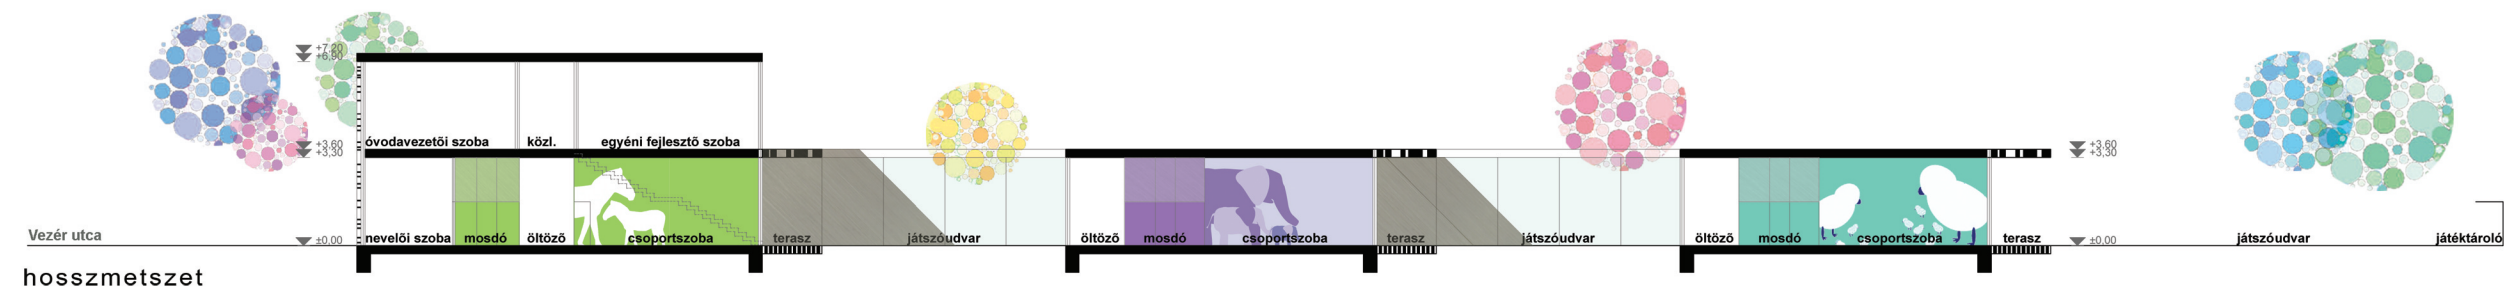 +7,20
+6,90
óvodavezetői szoba közl. egyéni fejlesztő szoba
+3,60 +3,60
+3,30 +3,30
Vezér utca ±0,00 nevelői szoba mosdó öltöző csoportszoba terasz játszóudvar öltöző mosdó csoportszoba terasz játszóudvar öltöző mosdó csoportszoba terasz ±0,00 játszóudvar játéktároló
hosszmetszet